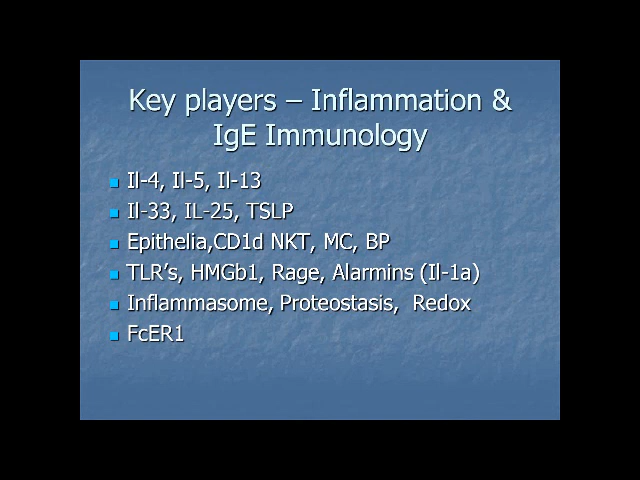 Key players – Inflammation &
IgE Immunology
Il-4, Il-5, Il-13
Il-33, IL-25, TSLP
Epithelia,CD1d NKT, MC, BP
TLR's, HMGb1, Rage, Alarmins (Il-1a)
Inflammasome, Proteostasis, Redox
FcER1